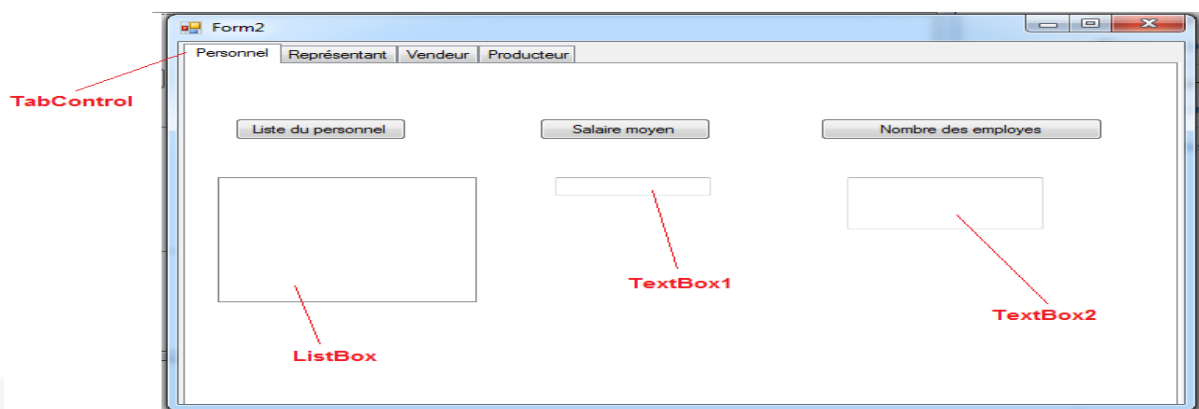 Form2
Personnel Représentant Vendeur Producteur
TabControl
Liste du personnel Salaire moyen Nombre des employes
TextBox1
TextBox2
ListBox